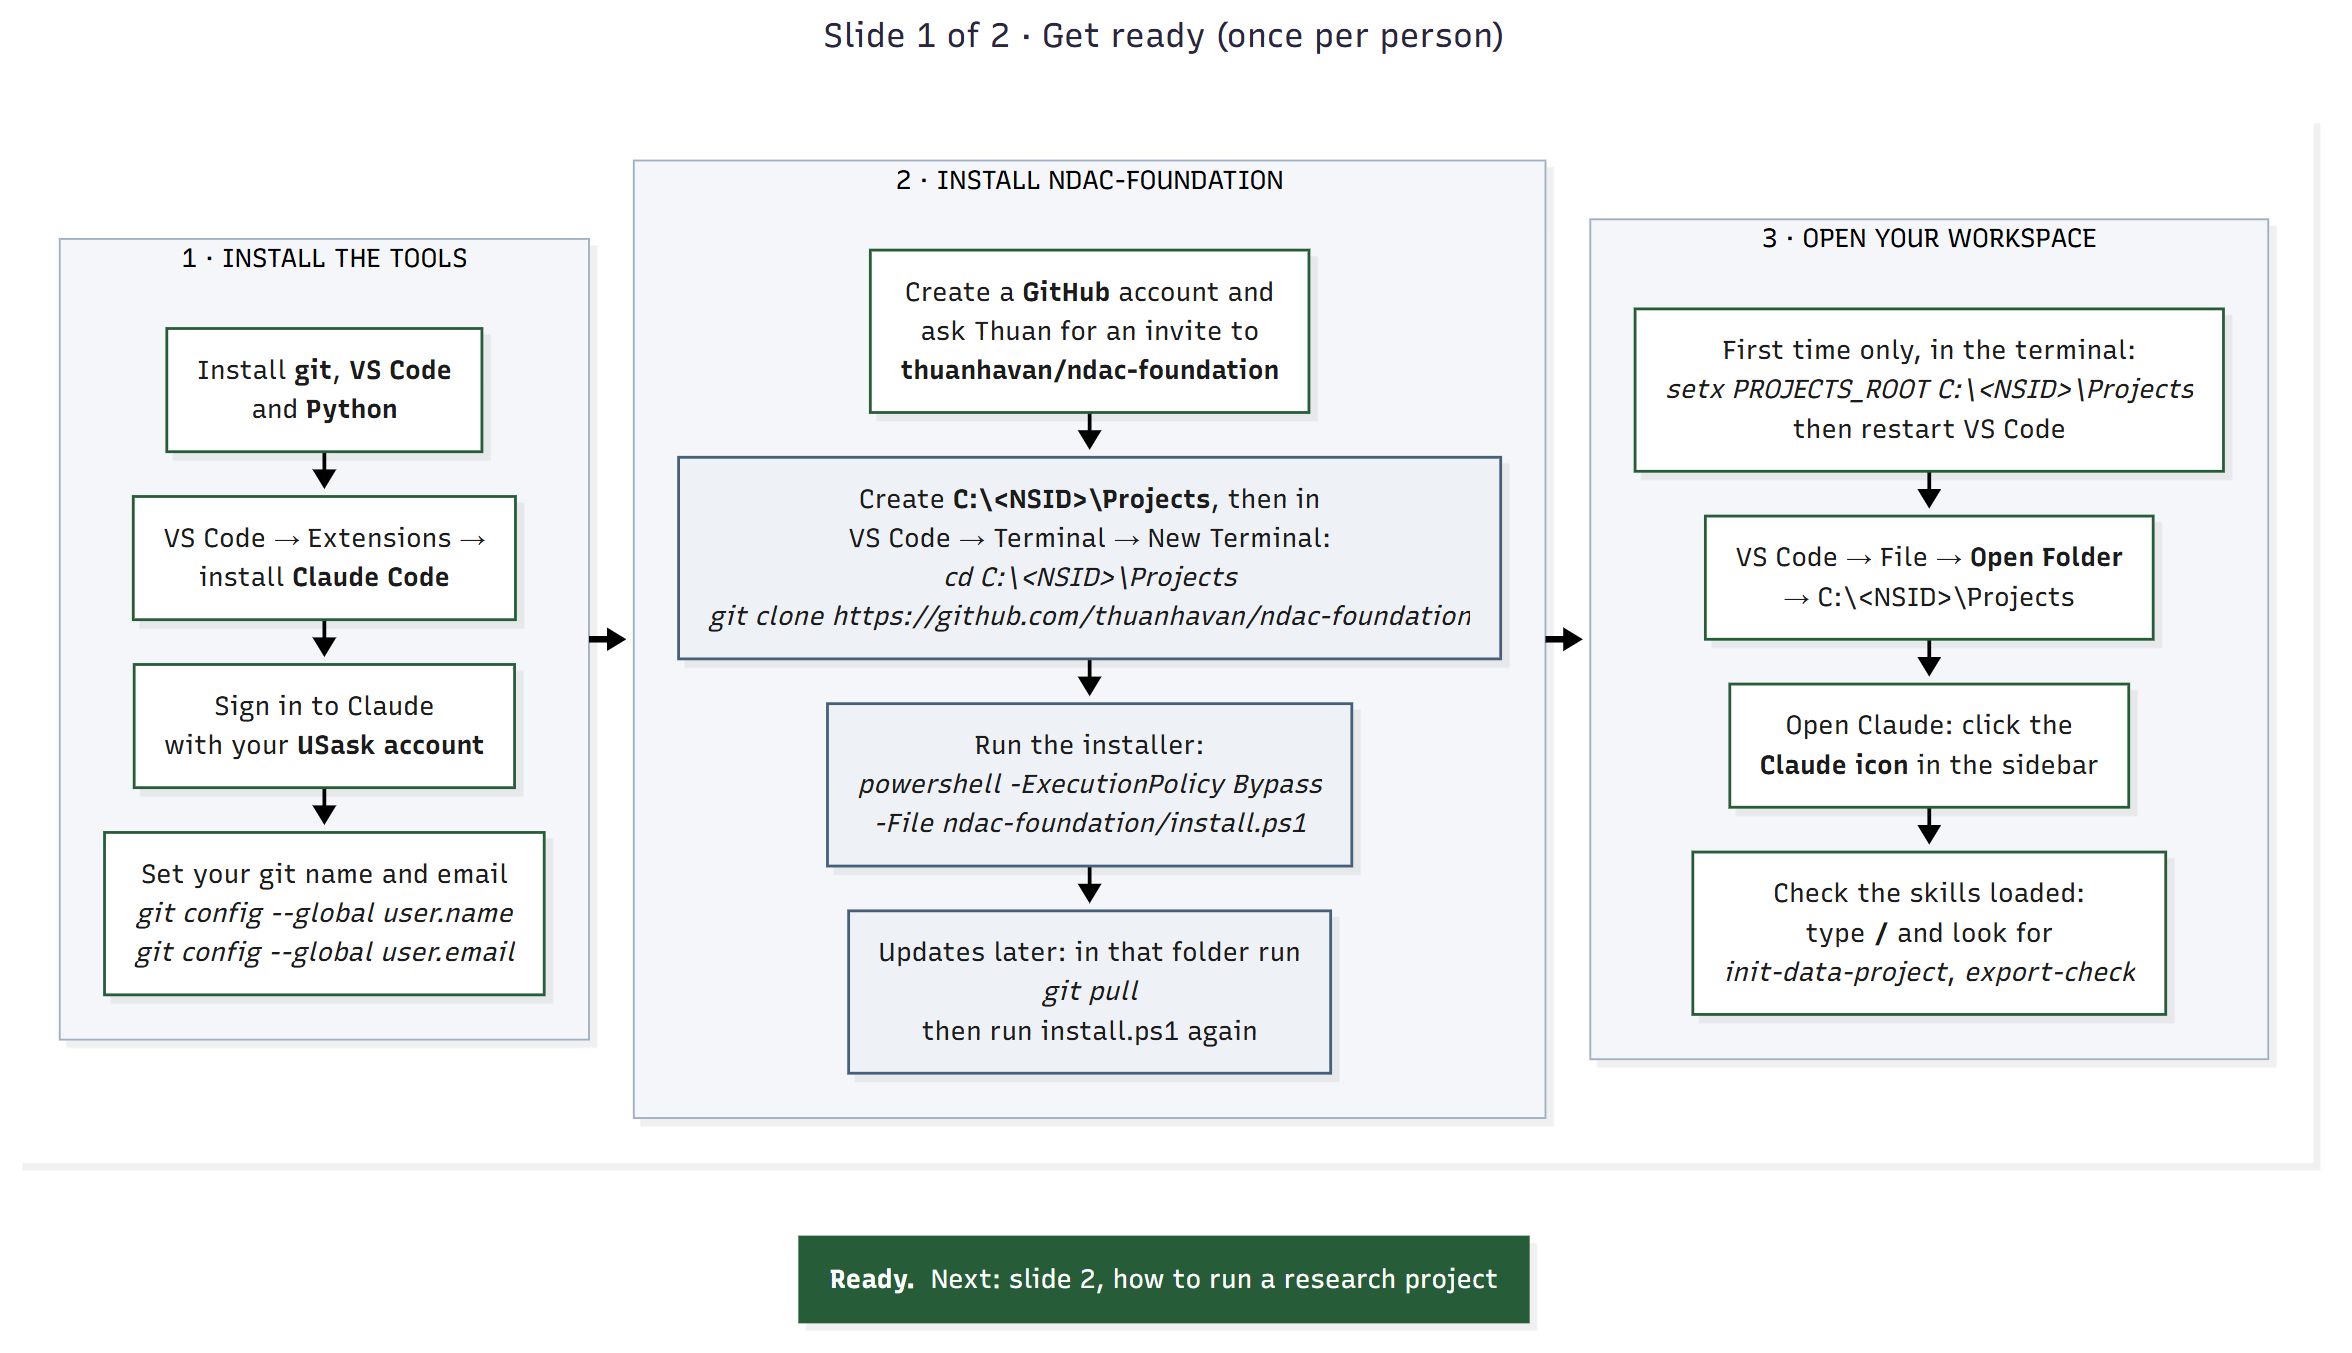 Slide 1 of 2 · Get ready (once per person)
1 · INSTALL THE TOOLS
Install git, VS Code
and Python
VS Code → Extensions →
install Claude Code
Sign in to Claude
with your USask account
Set your git name and email
git config --global user.name
git config --global user.email
2 · INSTALL NDAC-FOUNDATION
Create a GitHub account and
ask Thuan for an invite to
thuanhavan/ndac-foundation
Create C:\<NSID>\Projects, then in
VS Code → Terminal → New Terminal:
cd C:\<NSID>\Projects
git clone https://github.com/thuanhavan/ndac-foundation
Run the installer:
powershell -ExecutionPolicy Bypass
-File ndac-foundation/install.ps1
Updates later: in that folder run
git pull
then run install.ps1 again
3 · OPEN YOUR WORKSPACE
First time only, in the terminal:
setx PROJECTS_ROOT C:\<NSID>\Projects
then restart VS Code
VS Code → File → Open Folder
→ C:\<NSID>\Projects
Open Claude: click the
Claude icon in the sidebar
Check the skills loaded:
type / and look for
init-data-project, export-check
Ready. Next: slide 2, how to run a research project